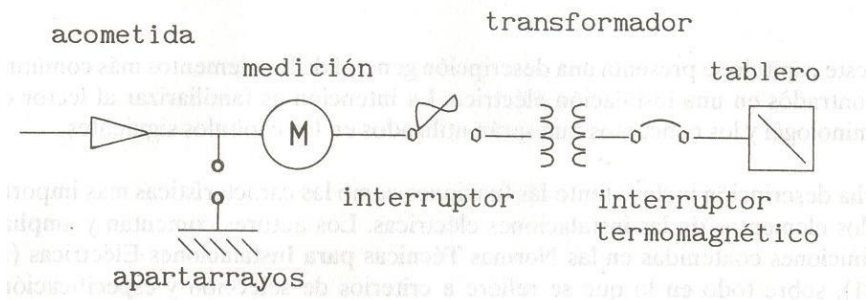 transformador
acometida
medición
tablero
M
interruptor
interruptor
termomagnético
apartarrayos